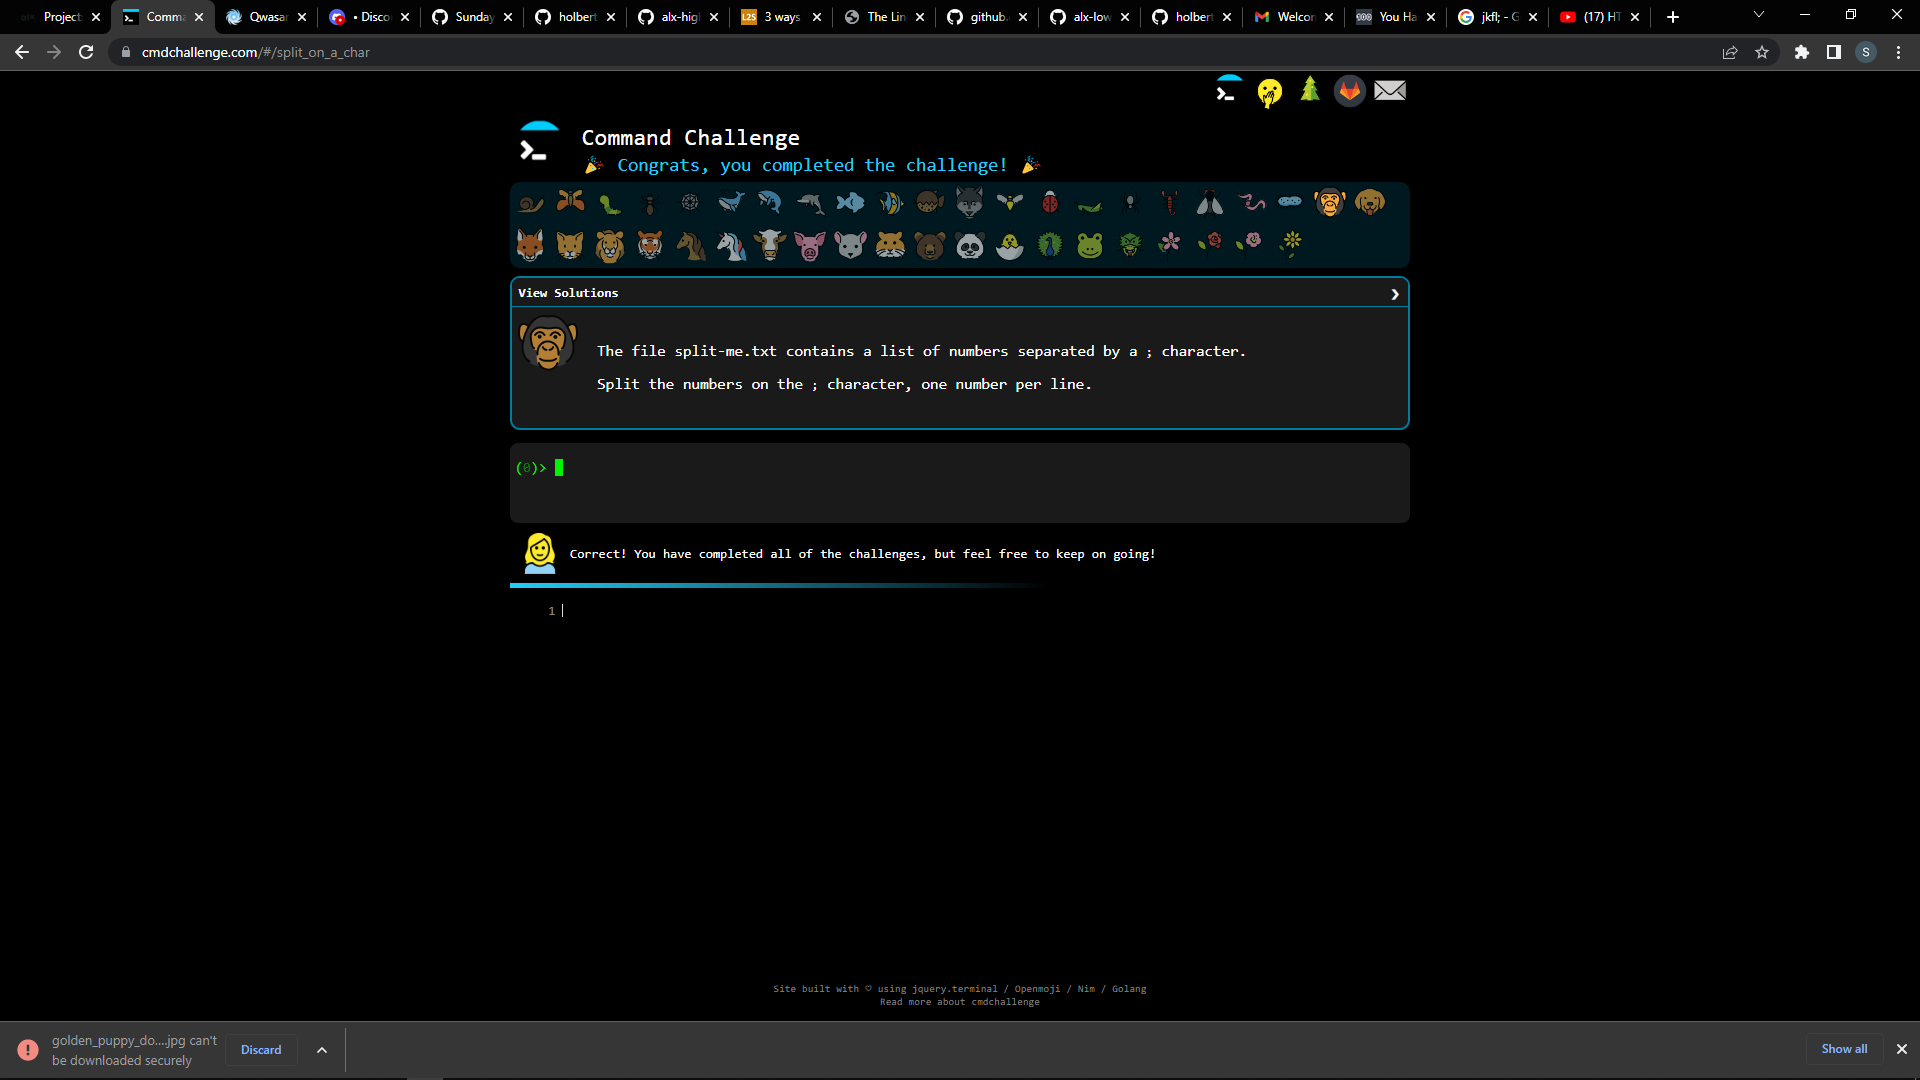 Project
Comma
Qwasar
• Disco
Sunday
holbert
alx-hig
3 ways
The Lin
github.
alx-low
holbert
Welcon
You Ha
jkfl; - G
(17) HT
cmdchallenge.com/#/split_on_a_char
S
Command Challenge
Congrats, you completed the challenge!
View Solutions
The file split-me.txt contains a list of numbers separated by a ; character.
Split the numbers on the ; character, one number per line.
(0)>
Correct! You have completed all of the challenges, but feel free to keep on going!
1
Site built with ♡ using jquery.terminal / Openmoji / Nim / Golang
Read more about cmdchallenge
golden_puppy_do....jpg can't
be downloaded securely
Discard
Show all